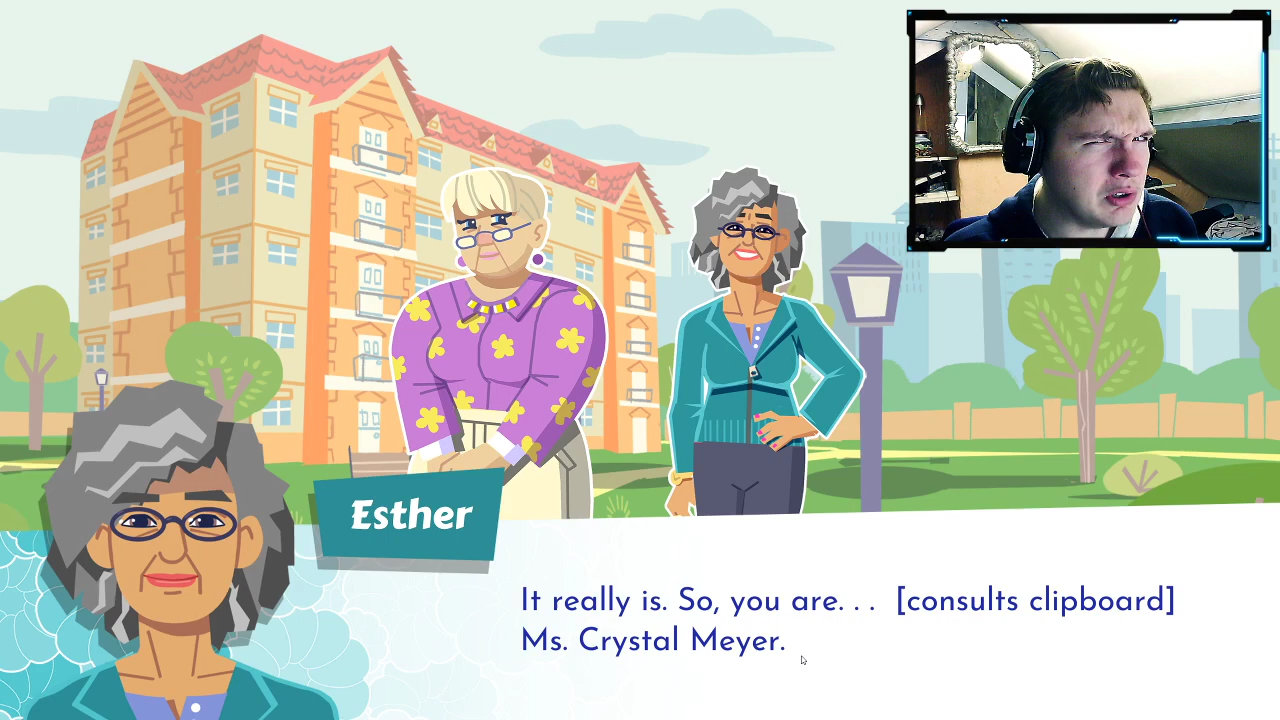 Esther
It really is. So, you are. . . [consults clipboard]
Ms. Crystal Meyer.